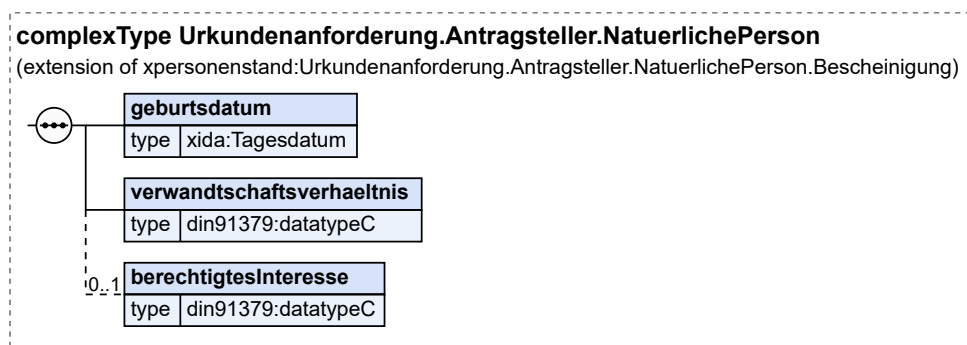 complexType Urkundenanforderung.Antragsteller.NatuerlichePerson
(extension of xpersonenstand:Urkundenanforderung.Antragsteller.NatuerlichePerson.Bescheinigung)
geburtsdatum
type xida:Tagesdatum
verwandtschaftsverhaeltnis
type din91379:datatypeC
0..1 berechtigtesInteresse
type din91379:datatypeC